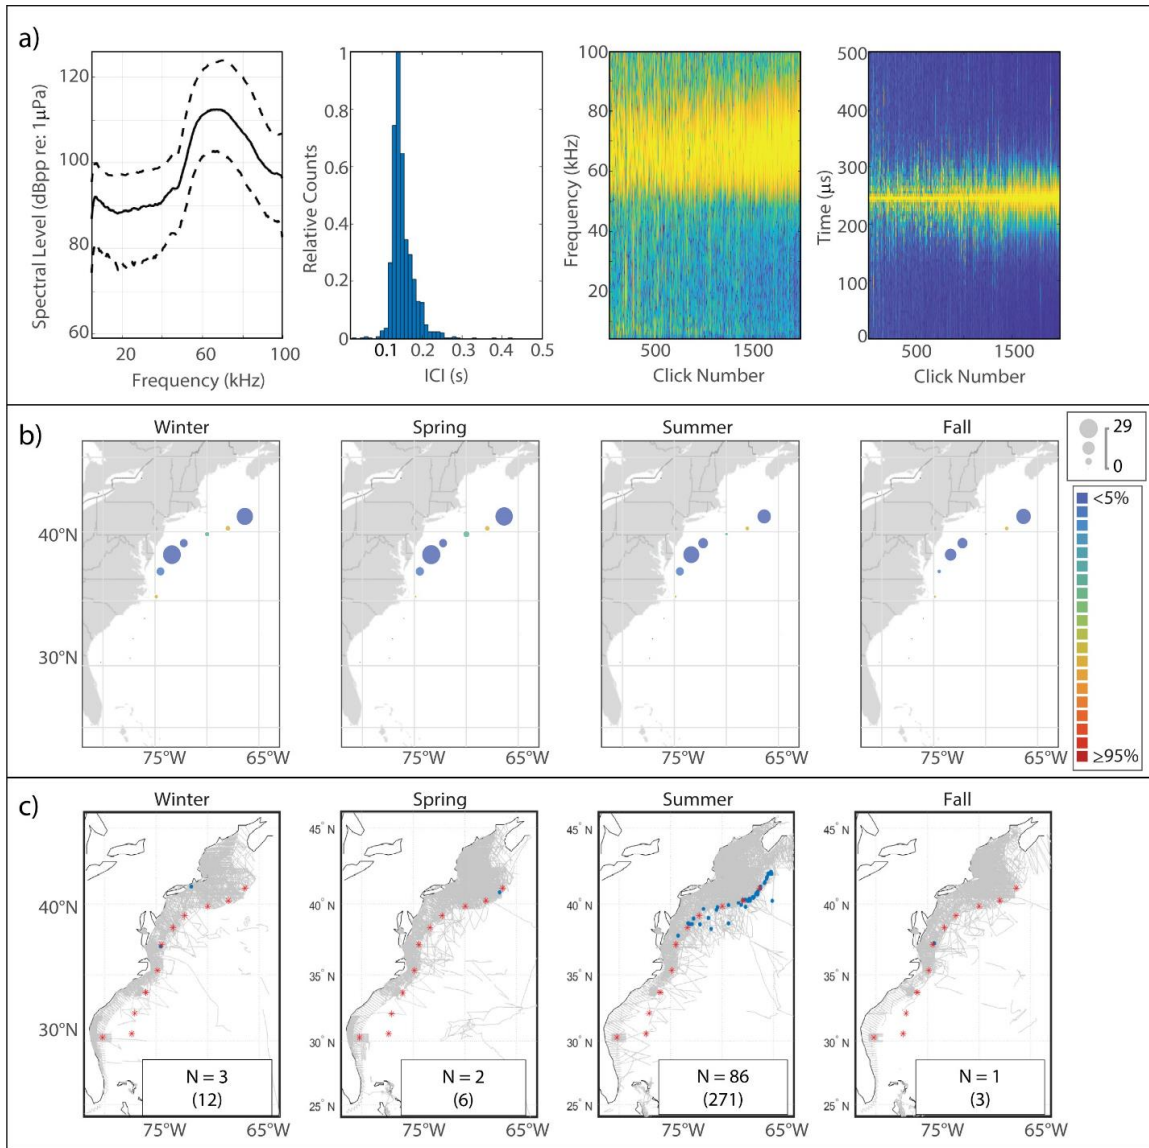 a)
Spectral Level (dBpp re: 1μPa)
120
100
80
60
20
60
100
Frequency (kHz)
Relative Counts
1
0.8
0.6
0.4
0.2
0
0.1
0.2
0.3
0.4
0.5
ICI (s)
Frequency (kHz)
100
80
60
40
20
500
1500
Click Number
Time (μs)
500
400
300
200
100
0
500
1500
Click Number
b)
Winter
Spring
Summer
Fall
29
0
<5%
≥95%
40°N
30°N
75°W
65°W
75°W
65°W
75°W
65°W
75°W
65°W
c)
Winter
Spring
Summer
Fall
40°N
30°N
45° N
40° N
35° N
30° N
25° N
45° N
40° N
35° N
30° N
25° N
45° N
40° N
35° N
30° N
25° N
N = 3
(12)
N = 2
(6)
N = 86
(271)
N = 1
(3)
75°W
65°W
75°W
65°W
75°W
65°W
75°W
65°W